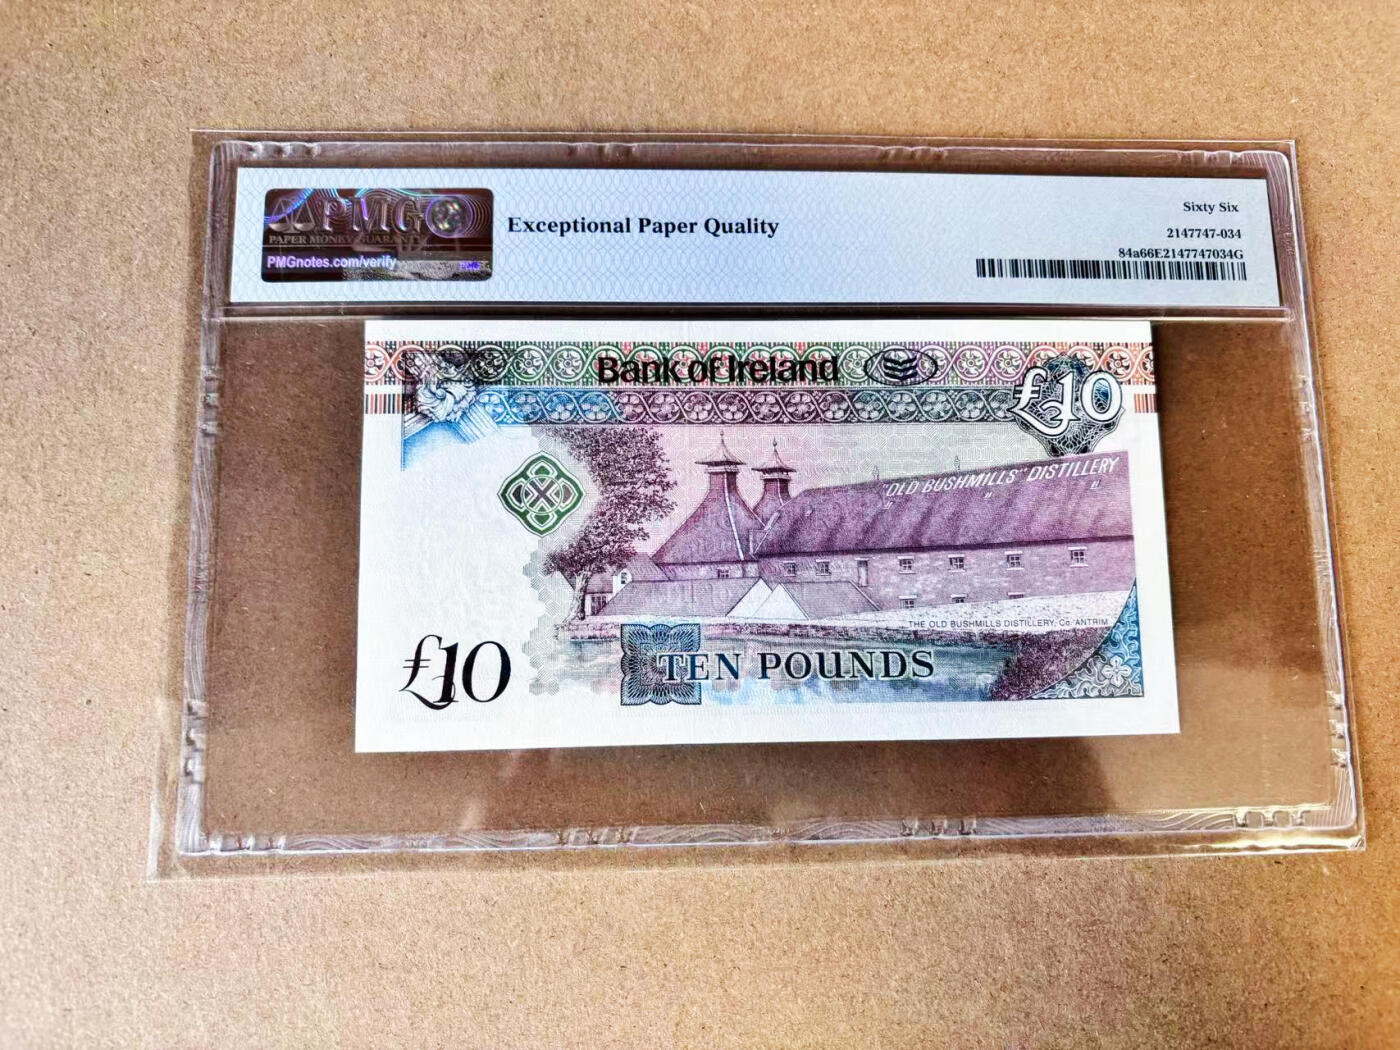 PMG
PAPER MONEY GUARANTY
PMGnotes.com/verify
Exceptional Paper Quality
Sixty Six
2147747-034
84a66E2147747034G
Bank of Ireland
£10
"OLD BUSHMILLS" DISTILLERY
THE OLD BUSHMILLS DISTILLERY, Co. ANTRIM
£10
TEN POUNDS